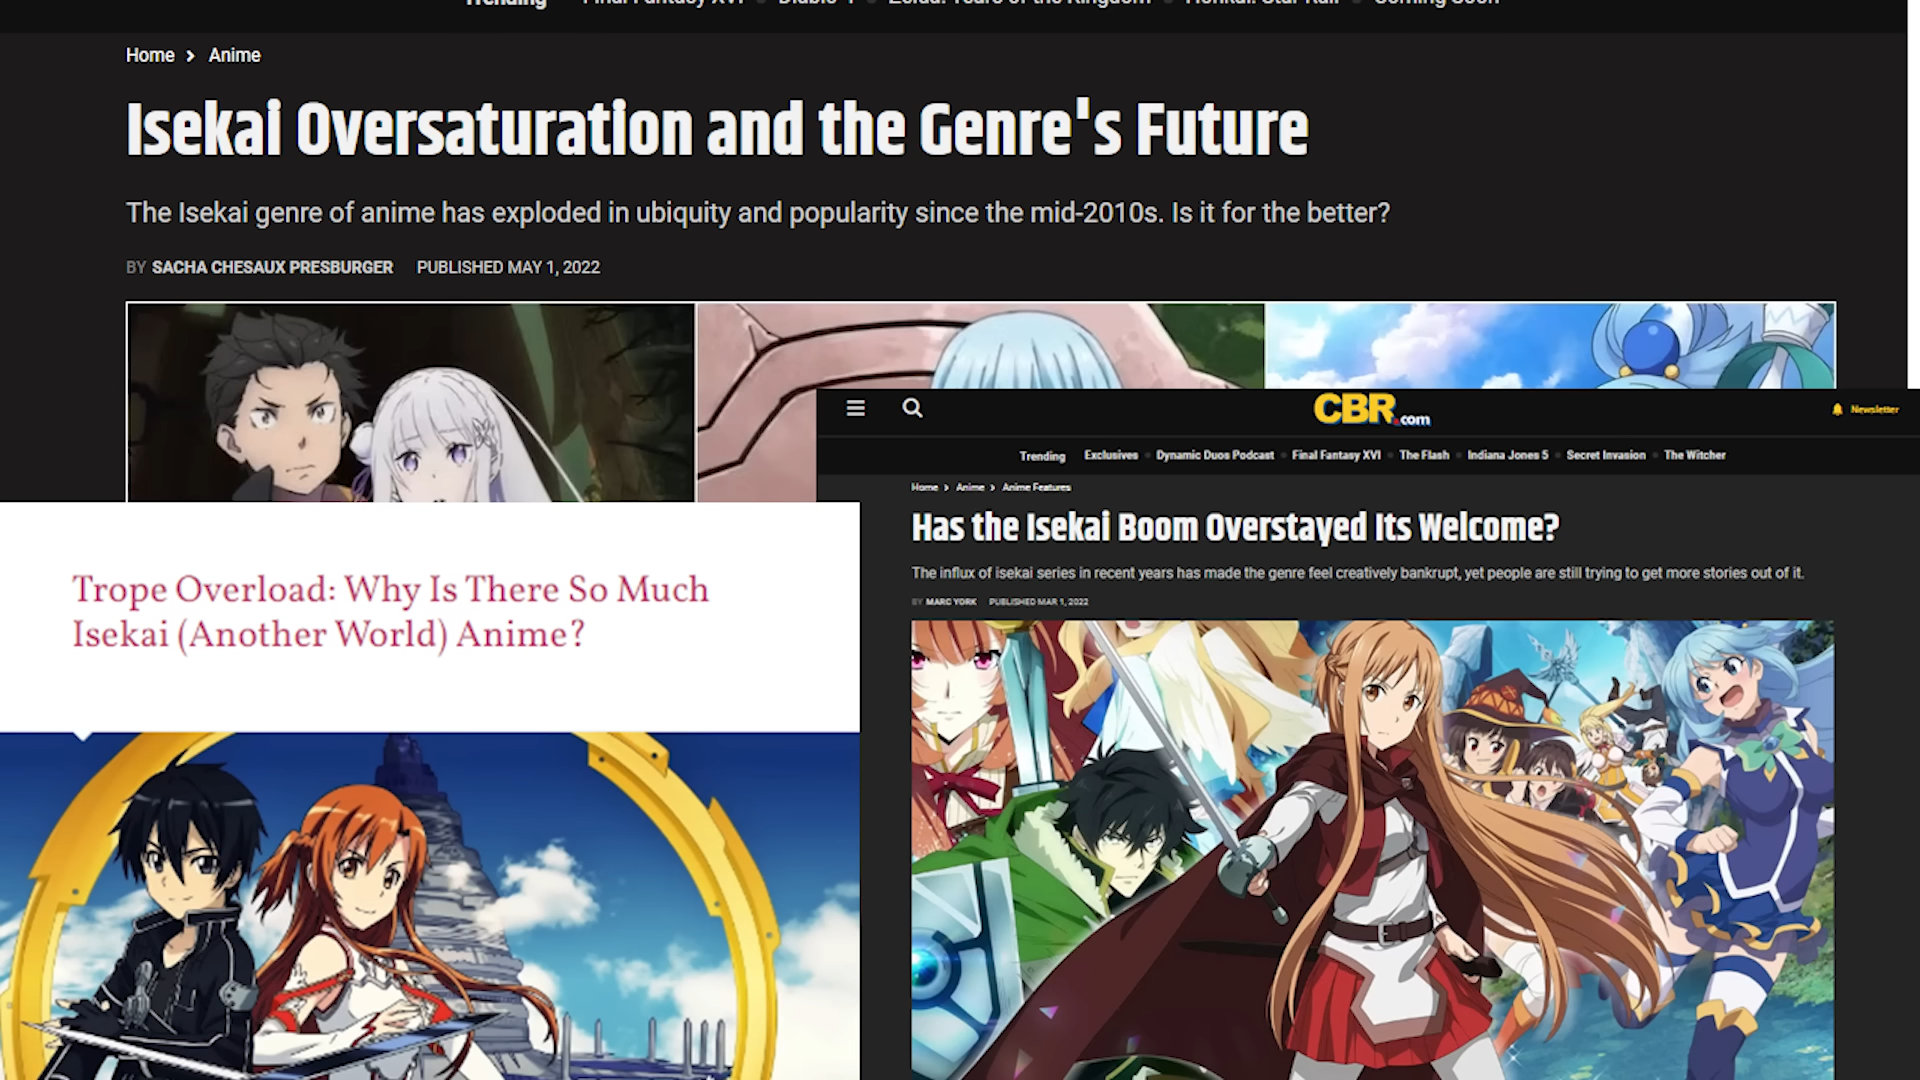 Trending Final Fantasy XVI Diablo 4 Zelda: Tears of the Kingdom Honkai: Star Rail Coming Soon
Home > Anime
Isekai Oversaturation and the Genre's Future
The Isekai genre of anime has exploded in ubiquity and popularity since the mid-2010s. Is it for the better?
BY SACHA CHESAUX PRESBURGER PUBLISHED MAY 1, 2022
CBR.com
Newsletter
Trending Exclusives Dynamic Duos Podcast Final Fantasy XVI The Flash Indiana Jones 5 Secret Invasion The Witcher
Home > Anime > Anime Features
Has the Isekai Boom Overstayed Its Welcome?
The influx of isekai series in recent years has made the genre feel creatively bankrupt, yet people are still trying to get more stories out of it.
BY MARC YORK PUBLISHED MAR 1, 2022
Trope Overload: Why Is There So Much
Isekai (Another World) Anime?